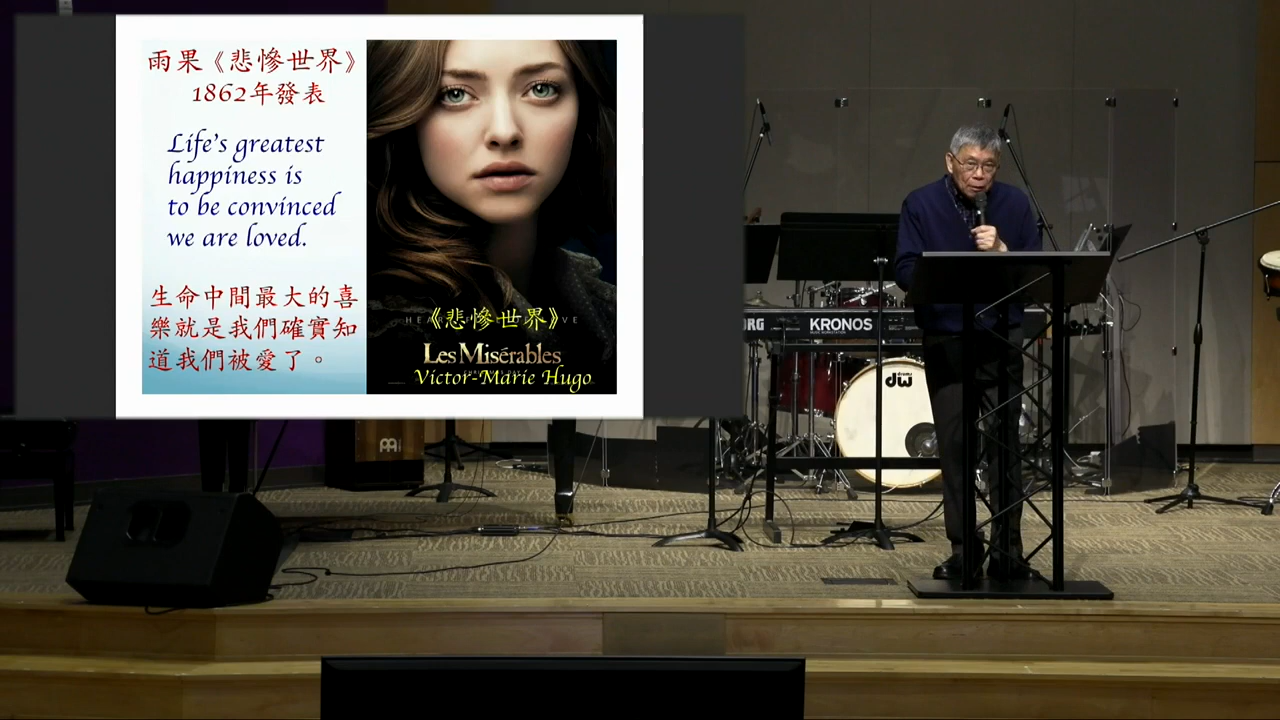 雨果《悲慘世界》
1862年發表
Life's greatest
happiness is
to be convinced
we are loved.
生命中間最大的喜
樂就是我們確實知
道我們被愛了。
《悲慘世界》
Les Misérables
Victor-Marie Hugo
KRONOS
drums
dw